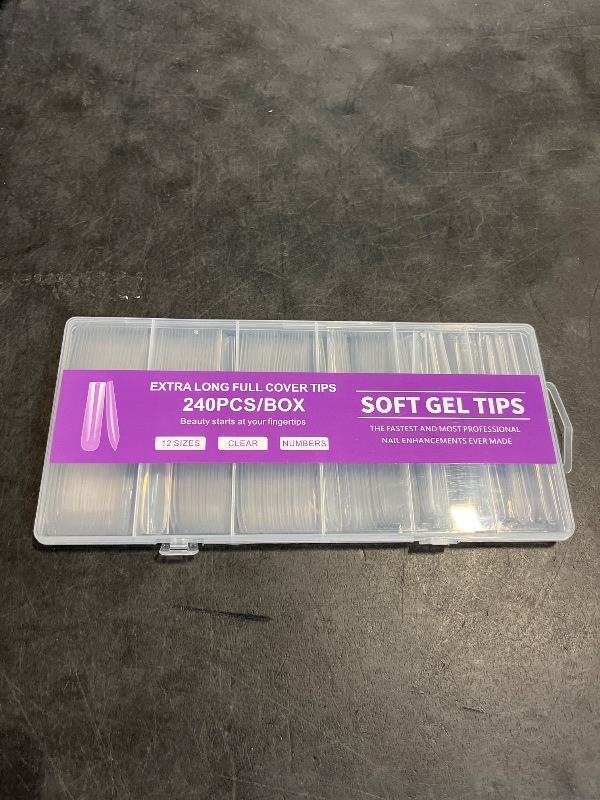 EXTRA LONG FULL COVER TIPS
240PCS/BOX
Beauty starts at your fingertips
12 SIZES CLEAR NUMBERS
SOFT GEL TIPS
THE FASTEST AND MOST PROFESSIONAL
NAIL ENHANCEMENTS EVER MADE